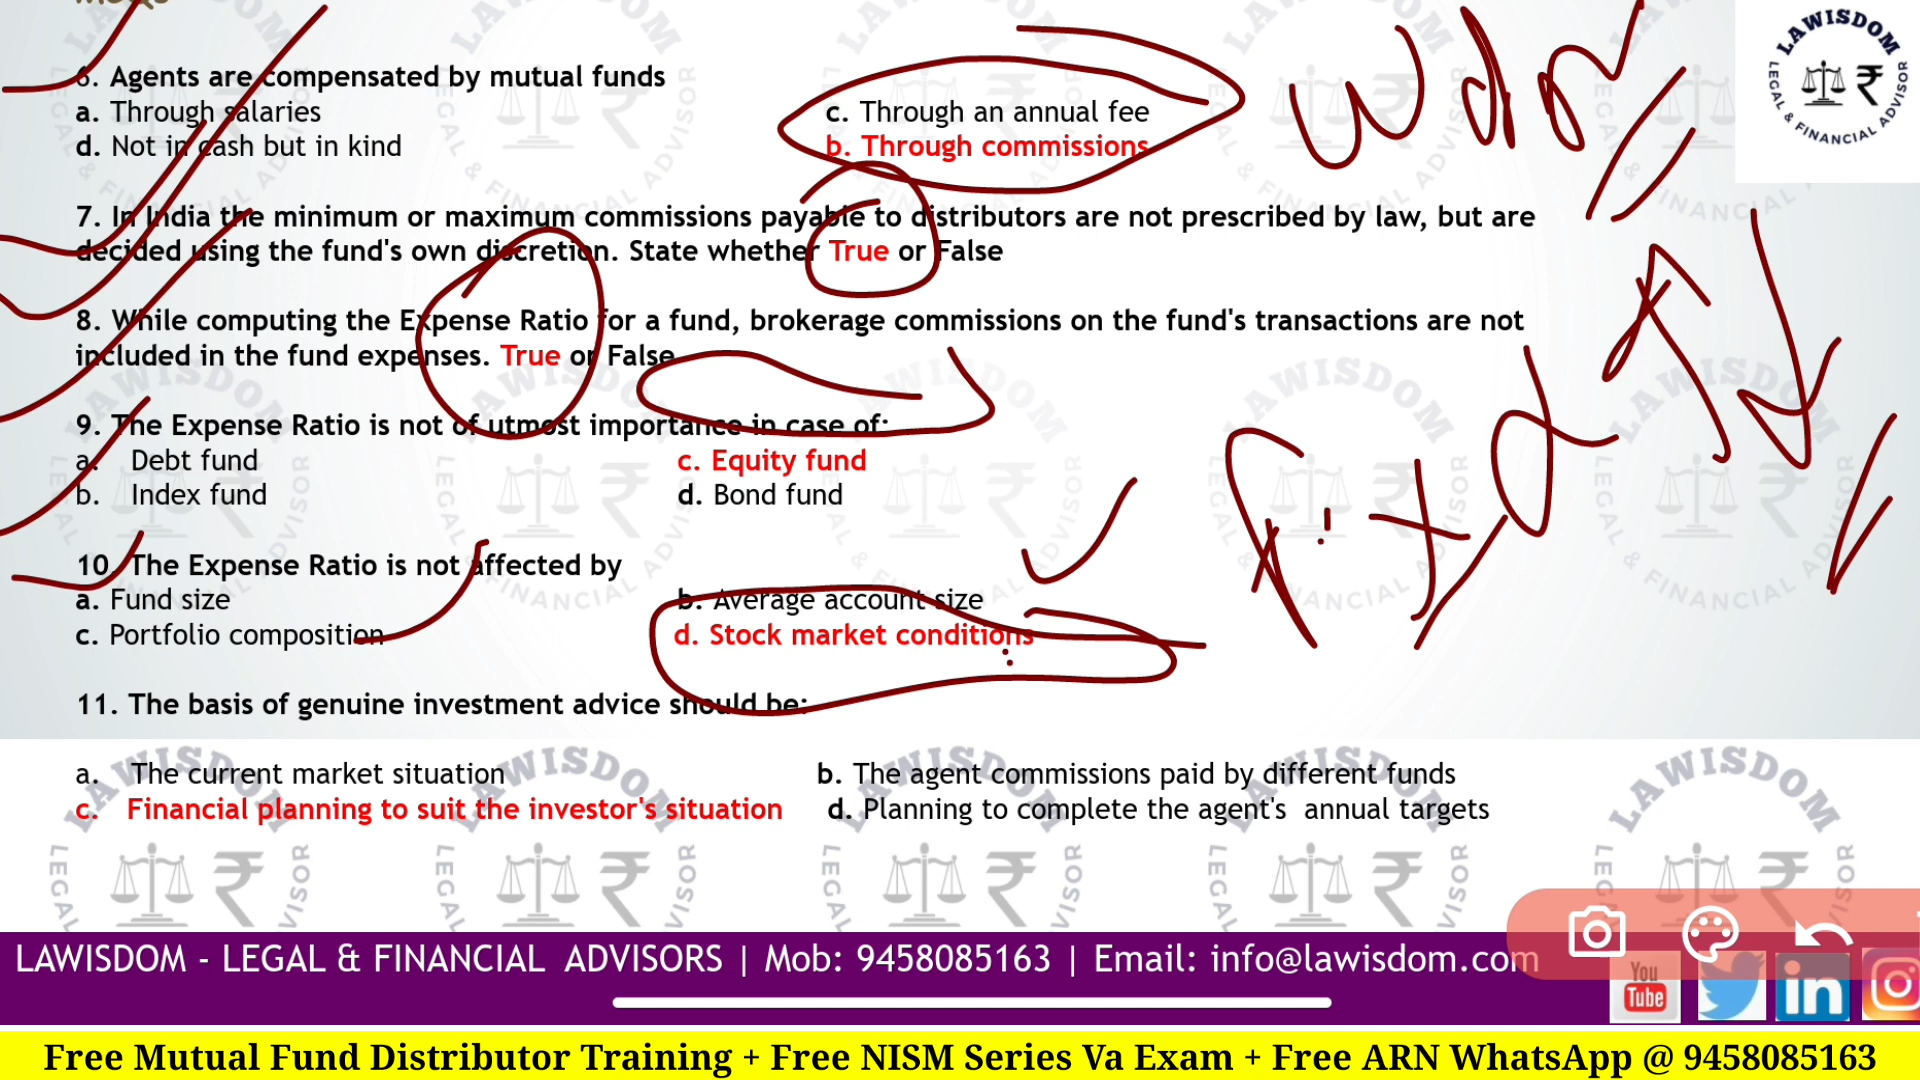 LAWISDOM
LEGAL & FINANCIAL ADVISOR
6. Agents are compensated by mutual funds
a. Through salaries c. Through an annual fee
d. Not in cash but in kind b. Through commissions
7. In India the minimum or maximum commissions payable to distributors are not prescribed by law, but are
decided using the fund's own discretion. State whether True or False
8. While computing the Expense Ratio for a fund, brokerage commissions on the fund's transactions are not
included in the fund expenses. True or False
9. The Expense Ratio is not of utmost importance in case of:
a. Debt fund c. Equity fund
b. Index fund d. Bond fund
10. The Expense Ratio is not affected by
a. Fund size b. Average account size
c. Portfolio composition d. Stock market conditions
11. The basis of genuine investment advice should be:
a. The current market situation b. The agent commissions paid by different funds
c. Financial planning to suit the investor's situation d. Planning to complete the agent's annual targets
LAWISDOM - LEGAL & FINANCIAL ADVISORS | Mob: 9458085163 | Email: info@lawisdom.com
You
Tube
in
Free Mutual Fund Distributor Training + Free NISM Series Va Exam + Free ARN WhatsApp @ 9458085163